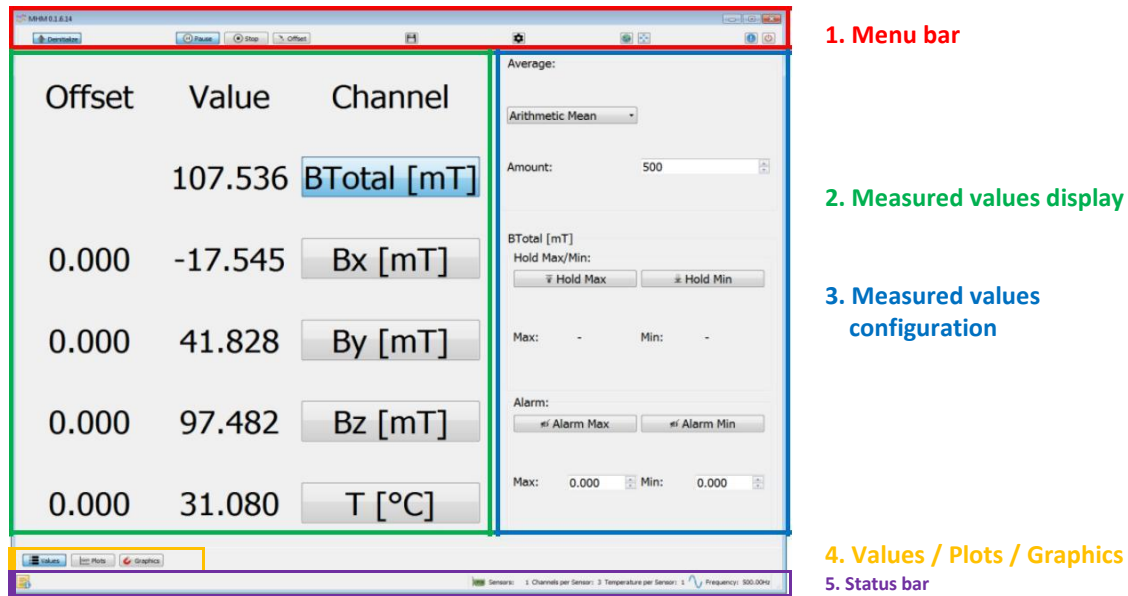 MHM 0.1.6.14
Derotialze Pause Stop Offset
1. Menu bar
Offset Value Channel
107.536 BTotal [mT]
0.000 -17.545 Bx [mT]
0.000 41.828 By [mT]
0.000 97.482 Bz [mT]
0.000 31.080 T [°C]
Average:
Arithmetic Mean
Amount: 500
BTotal [mT]
Hold Max/Min:
Hold Max Hold Min
Max: - Min: -
Alarm:
Alarm Max Alarm Min
Max: 0.000 Min: 0.000
2. Measured values display
3. Measured values
configuration
Values Plots Graphics
4. Values / Plots / Graphics
Sensors: 1 Channels per Sensor: 3 Temperature per Sensor: 1 Frequency: 500.00Hz
5. Status bar